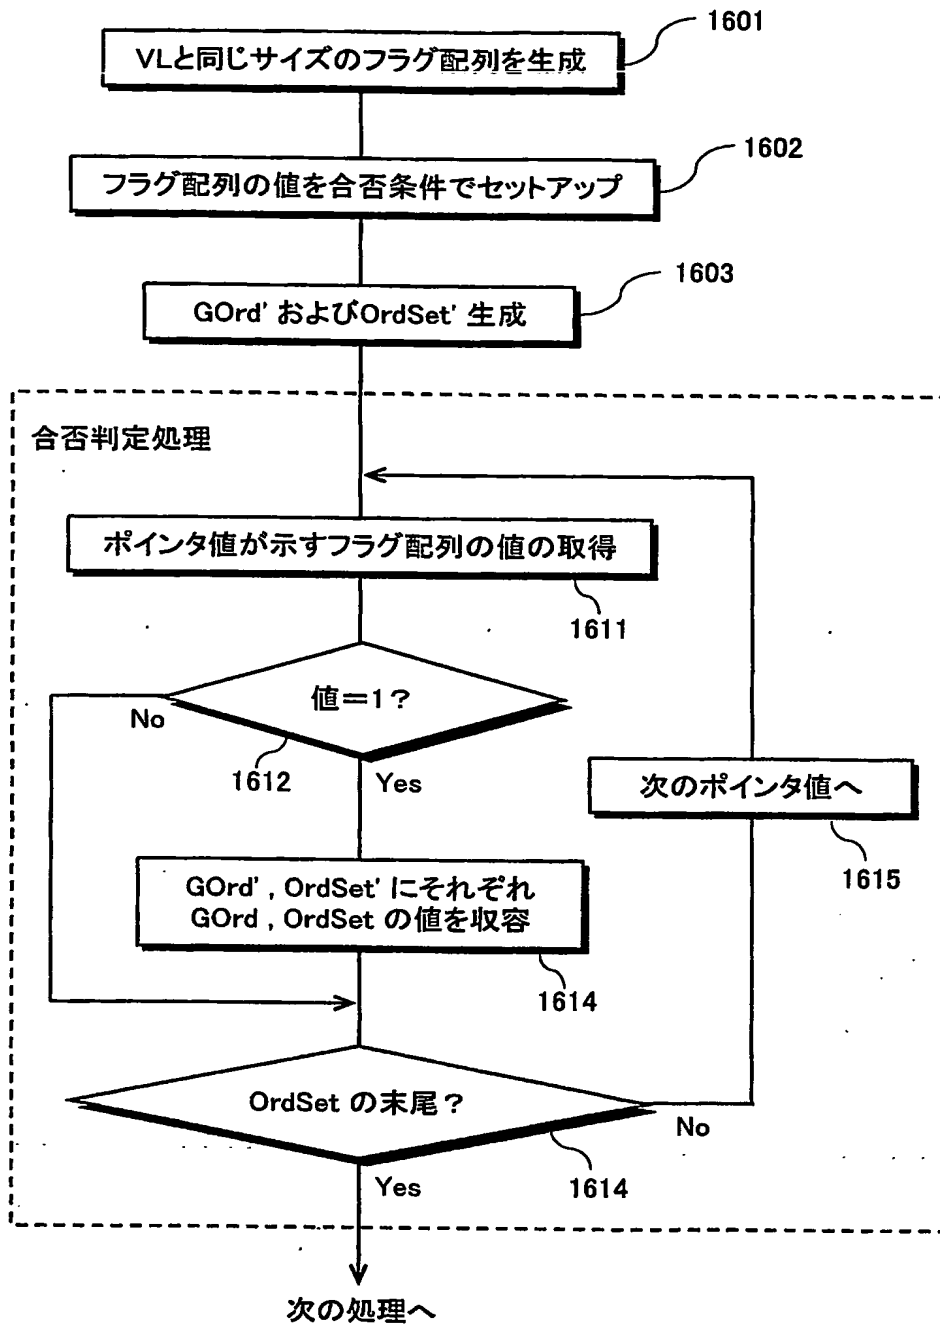 1601
VLと同じサイズのフラグ配列を生成
1602
フラグ配列の値を合否条件でセットアップ
1603
GOrd' およびOrdSet' 生成
合否判定処理
ポインタ値が示すフラグ配列の値の取得
1611
値＝1？
No
1612
Yes
次のポインタ値へ
1615
GOrd' , OrdSet' にそれぞれ
GOrd , OrdSet の値を収容
1614
OrdSet の末尾？
No
Yes
1614
次の処理へ